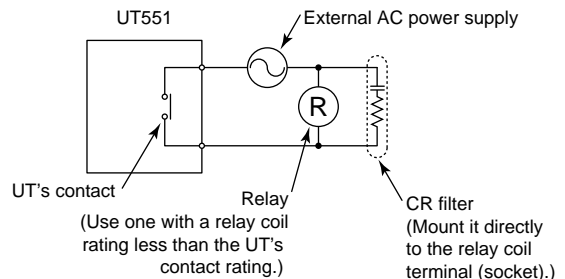 UT551
External AC power supply
R
UT's contact
Relay
(Use one with a relay coil
rating less than the UT's
contact rating.)
CR filter
(Mount it directly
to the relay coil
terminal (socket).)